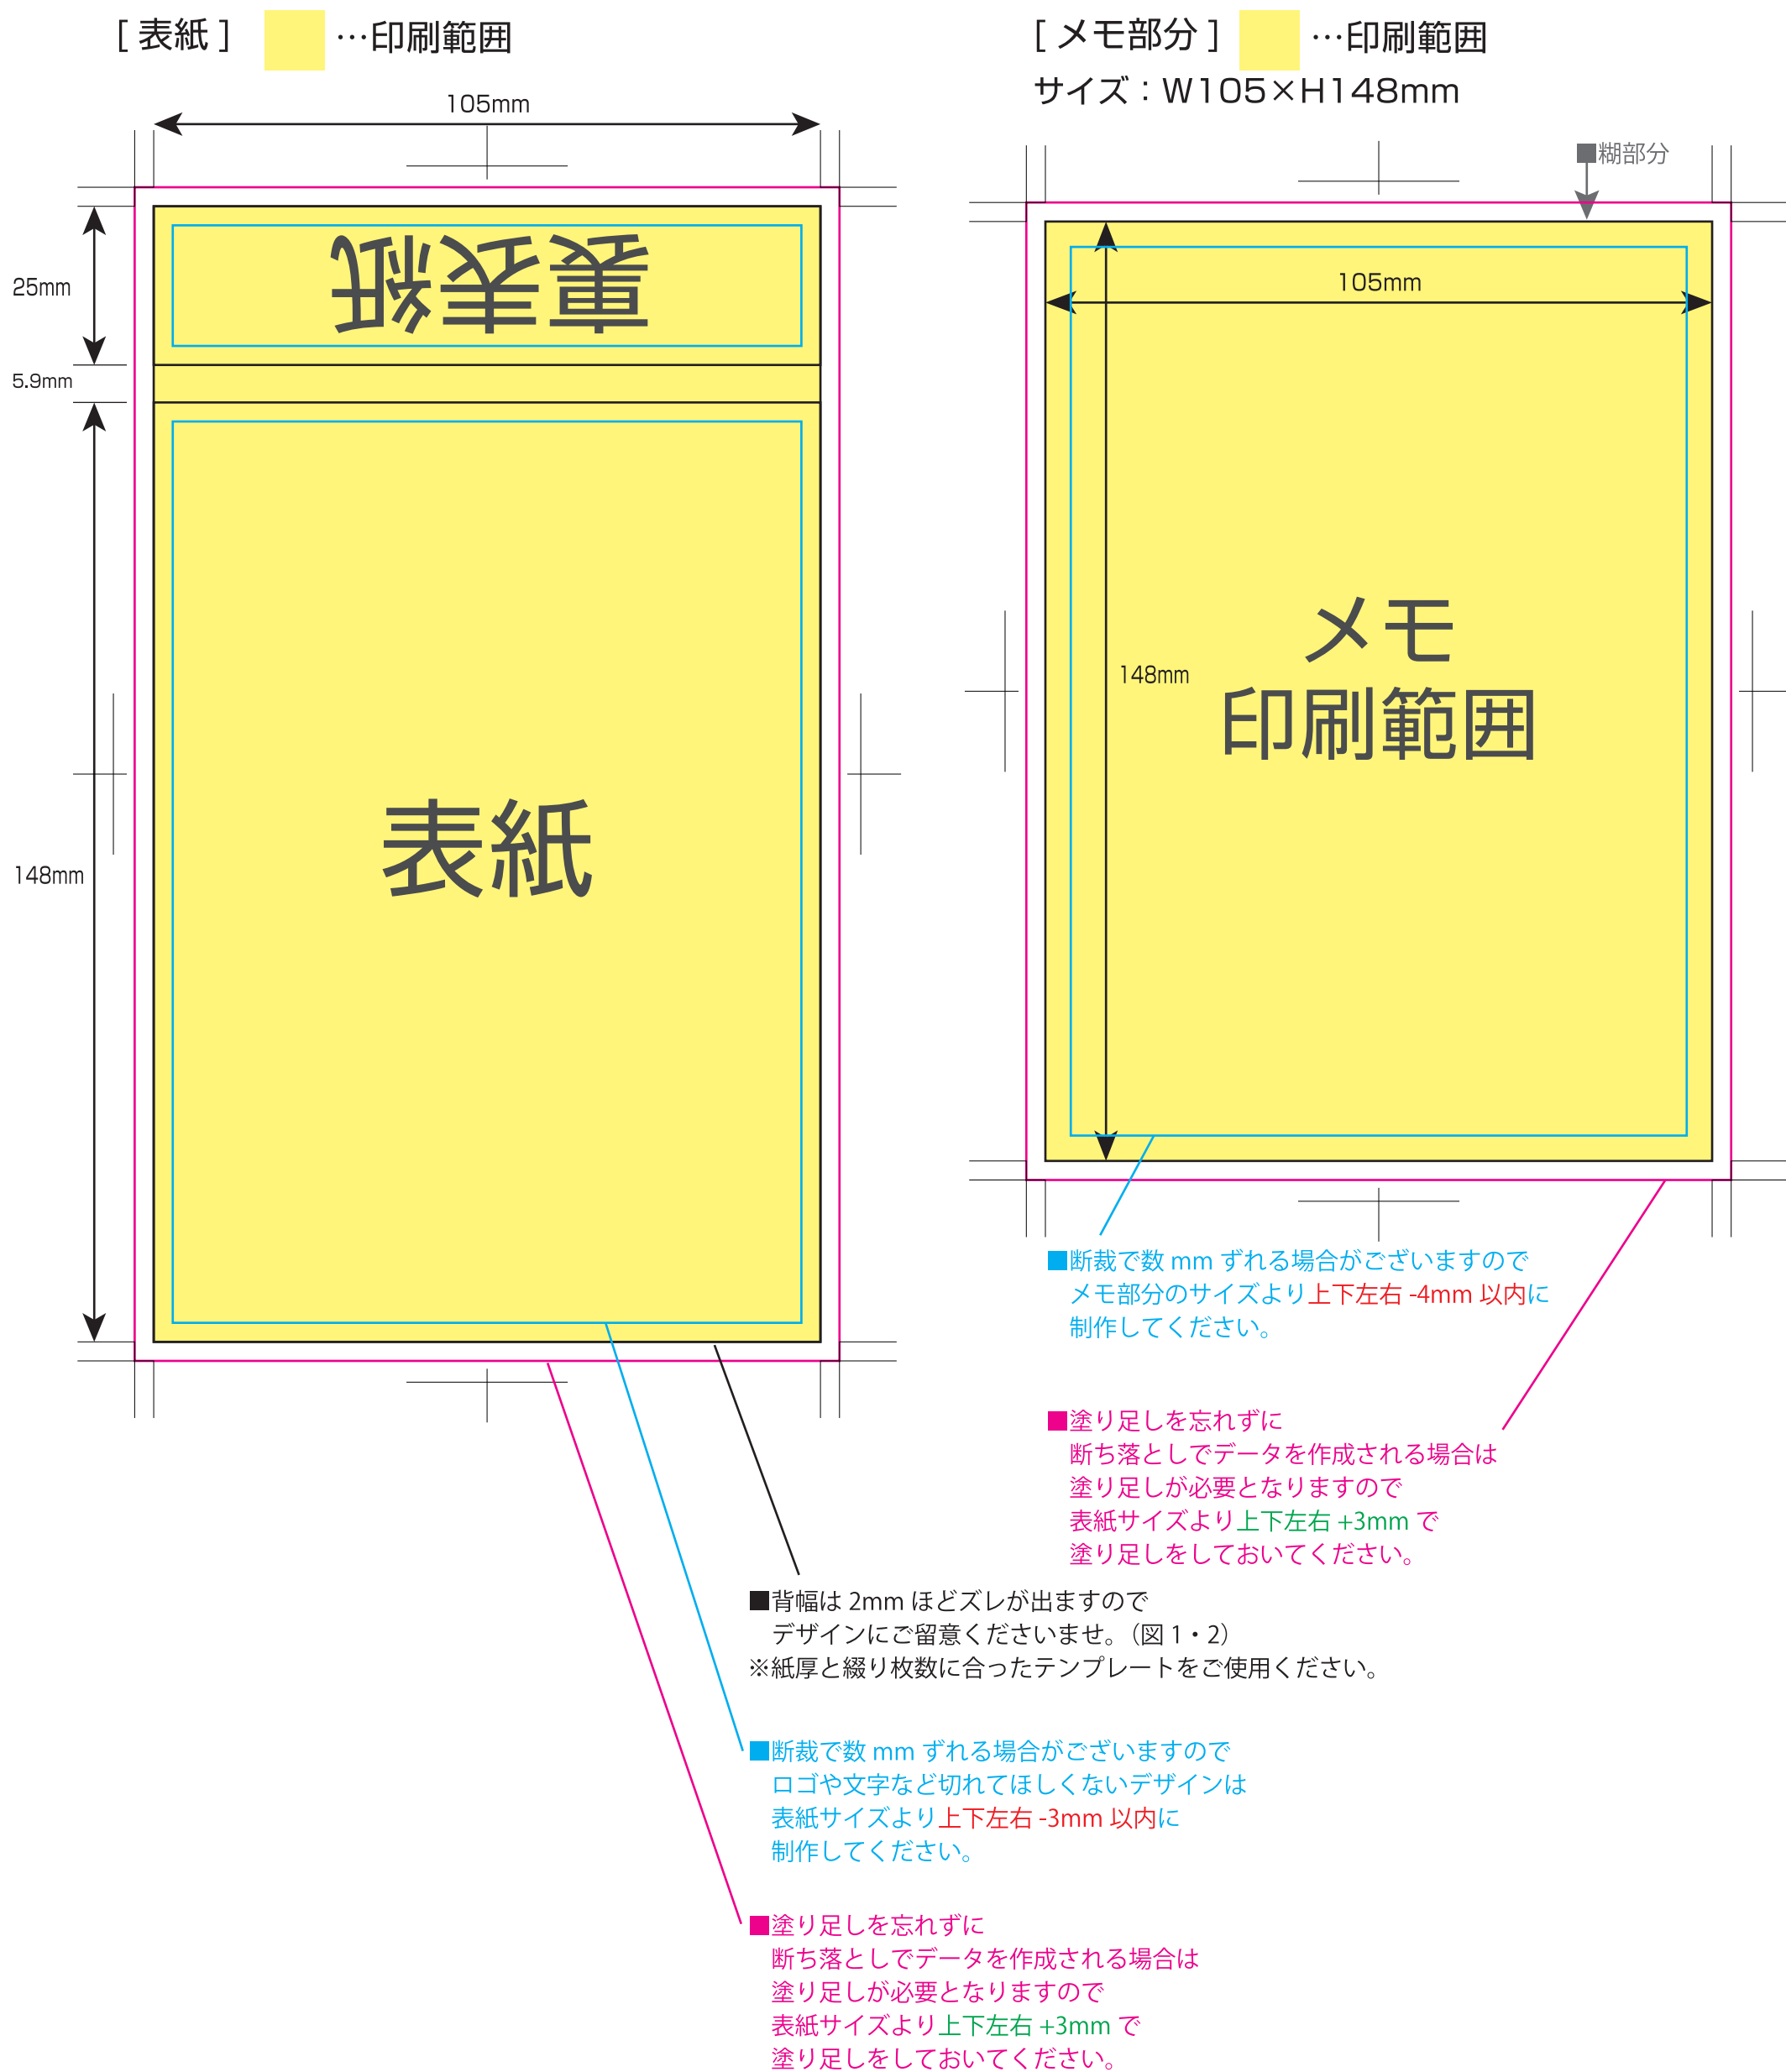 [ 表紙 ] …印刷範囲
105mm
25mm
裏表紙
5.9mm
148mm
表紙
[ メモ部分 ] …印刷範囲
サイズ：W105×H148mm
■糊部分
105mm
148mm
メモ
印刷範囲
■断裁で数 mm ずれる場合がございますので
メモ部分のサイズより上下左右 -4mm 以内に
制作してください。
■塗り足しを忘れずに
断ち落としでデータを作成される場合は
塗り足しが必要となりますので
表紙サイズより上下左右 +3mm で
塗り足しをしておいてください。
■背幅は 2mm ほどズレが出ますので
デザインにご留意くださいませ。（図 1・2）
※紙厚と綴り枚数に合ったテンプレートをご使用ください。
■断裁で数 mm ずれる場合がございますので
ロゴや文字など切れてほしくないデザインは
表紙サイズより上下左右 -3mm 以内に
制作してください。
■塗り足しを忘れずに
断ち落としでデータを作成される場合は
塗り足しが必要となりますので
表紙サイズより上下左右 +3mm で
塗り足しをしておいてください。